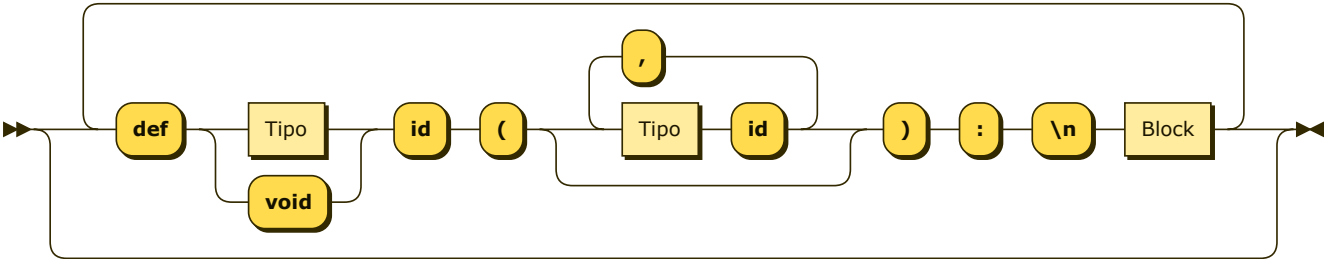 ,
def Tipo id ( Tipo id ) : \n Block
void